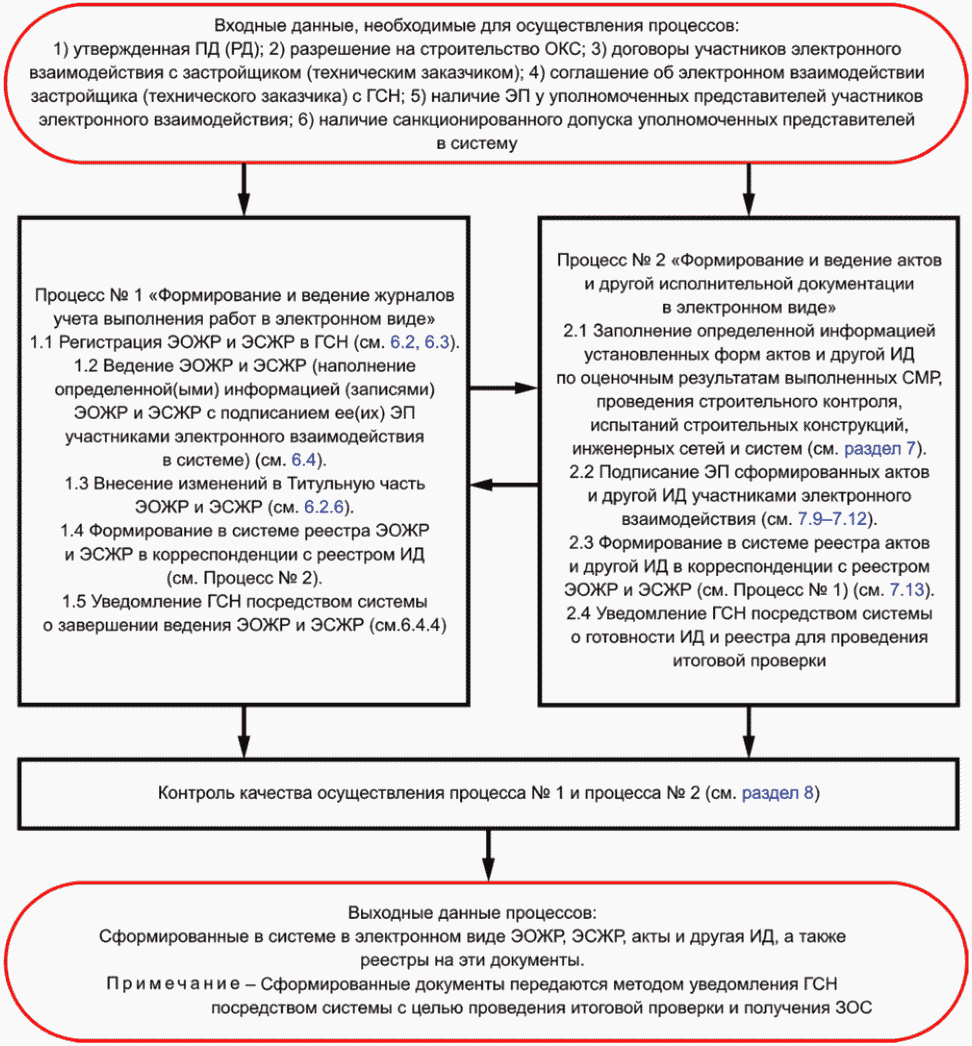 Входные данные, необходимые для осуществления процессов:
1) утвержденная ПД (РД); 2) разрешение на строительство ОКС; 3) договоры участников электронного
взаимодействия с застройщиком (техническим заказчиком); 4) соглашение об электронном взаимодействии
застройщика (технического заказчика) с ГСН; 5) наличие ЭП у уполномоченных представителей участников
электронного взаимодействия; 6) наличие санкционированного допуска уполномоченных представителей
в систему
Процесс № 1 «Формирование и ведение журналов
учета выполнения работ в электронном виде»
1.1 Регистрация ЭОЖР и ЭСЖР в ГСН (см. 6.2, 6.3).
1.2 Ведение ЭОЖР и ЭСЖР (наполнение
определенной(ыми) информацией (записями)
ЭОЖР и ЭСЖР с подписанием ее(их) ЭП
участниками электронного взаимодействия
в системе) (см. 6.4).
1.3 Внесение изменений в Титульную часть
ЭОЖР и ЭСЖР (см. 6.2.6).
1.4 Формирование в системе реестра ЭОЖР
и ЭСЖР в корреспонденции с реестром ИД
(см. Процесс № 2).
1.5 Уведомление ГСН посредством системы
о завершении ведения ЭОЖР и ЭСЖР (см.6.4.4)
Процесс № 2 «Формирование и ведение актов
и другой исполнительной документации
в электронном виде»
2.1 Заполнение определенной информацией
установленных форм актов и другой ИД
по оценочным результатам выполненных СМР,
проведения строительного контроля,
испытаний строительных конструкций,
инженерных сетей и систем (см. раздел 7).
2.2 Подписание ЭП сформированных актов
и другой ИД участниками электронного
взаимодействия (см. 7.9–7.12).
2.3 Формирование в системе реестра актов
и другой ИД в корреспонденции с реестром
ЭОЖР и ЭСЖР (см. Процесс № 1) (см. 7.13).
2.4 Уведомление ГСН посредством системы
о готовности ИД и реестра для проведения
итоговой проверки
Контроль качества осуществления процесса № 1 и процесса № 2 (см. раздел 8)
Выходные данные процессов:
Сформированные в системе в электронном виде ЭОЖР, ЭСЖР, акты и другая ИД, а также
реестры на эти документы.
Примечание – Сформированные документы передаются методом уведомления ГСН
посредством системы с целью проведения итоговой проверки и получения ЗОС